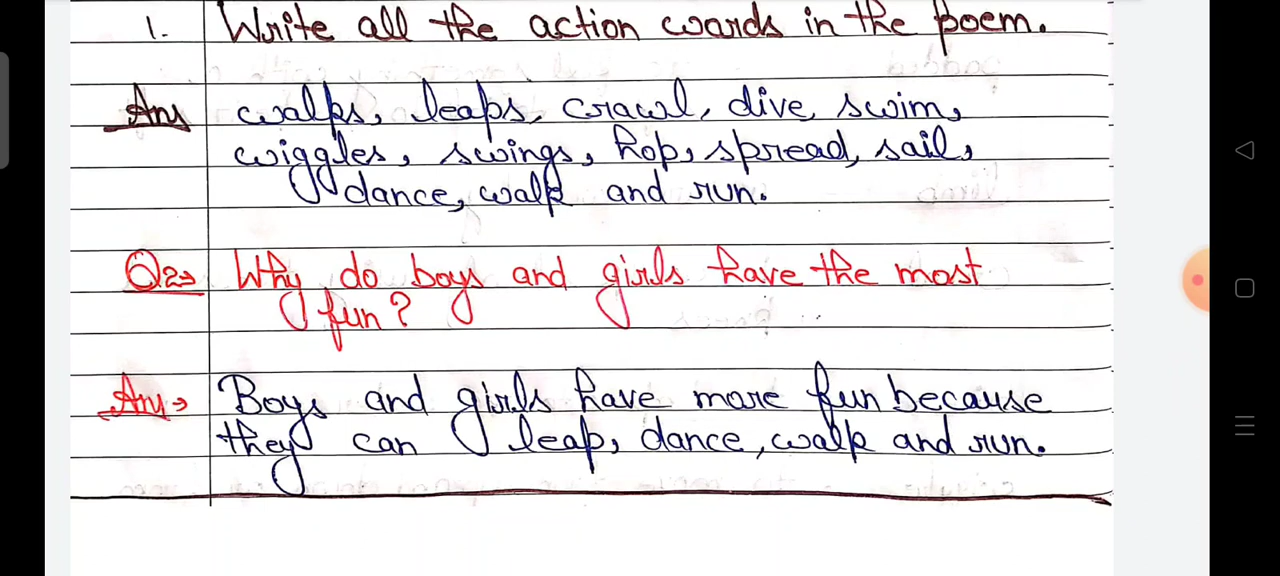 1. Write all the action words in the poem.
Ans walks, leaps, crawl, dive, swim,
wiggles, swings, hop, spread, sail,
dance, walk and run.
Q2→ Why do boys and girls have the most
fun?
Ans→ Boys and girls have more fun because
they can leap, dance, walk and run.